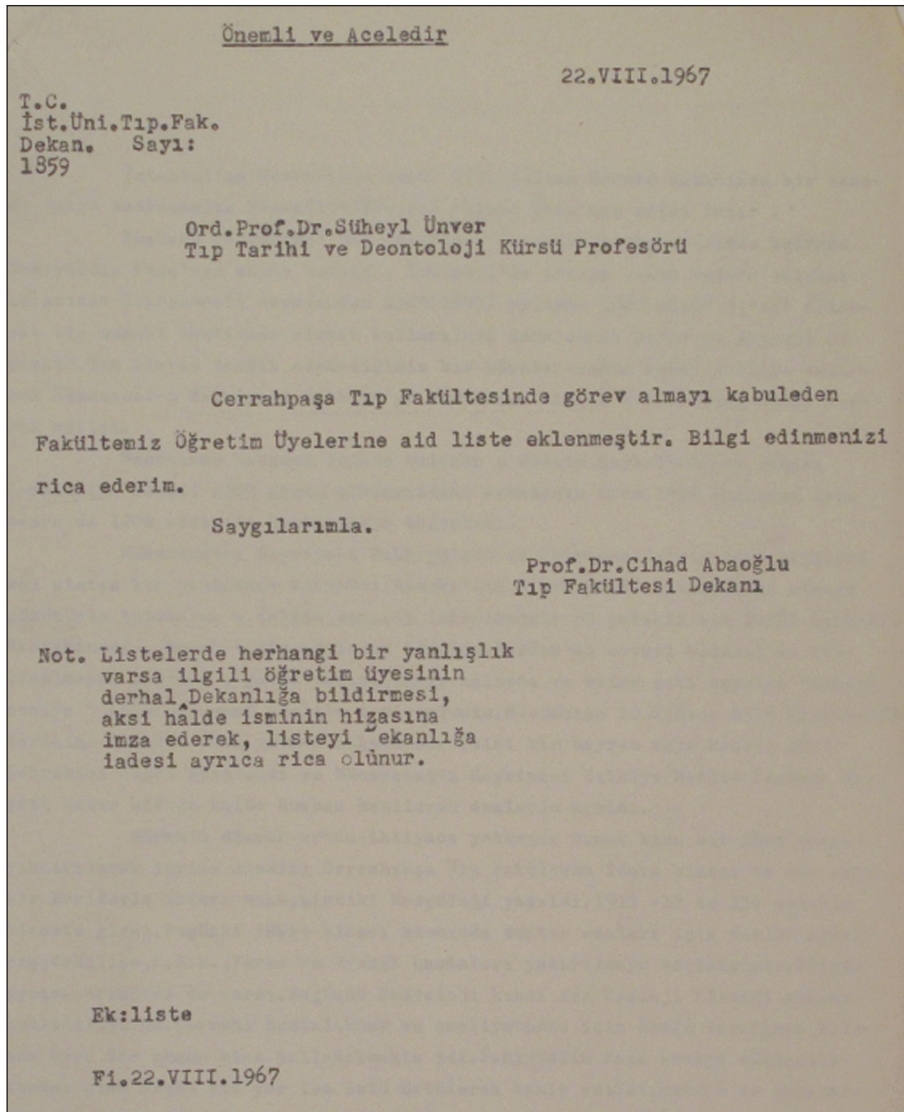 Önemli ve Aceledir
22.VIII.1967
T.C.
İst.Üni.Tıp.Fak.
Dekan. Sayı:
1859
Ord.Prof.Dr.Süheyl Ünver
Tıp Tarihi ve Deontoloji Kürsü Profesörü
Cerrahpaşa Tıp Fakültesinde görev almayı kabuleden
Fakültemiz Öğretim Üyelerine aid liste eklenmeştir. Bilgi edinmenizi
rica ederim.
Saygılarımla.
Prof.Dr.Cihad Abaoğlu
Tıp Fakültesi Dekanı
Not. Listelerde herhangi bir yanlışlık
varsa ilgili öğretim üyesinin
derhal Dekanlığa bildirmesi,
aksi hâlde isminin hizasına
imza ederek, listeyi ekanlığa
iadesi ayrıca rica olünur.
Ek:liste
Fi.22.VIII.1967